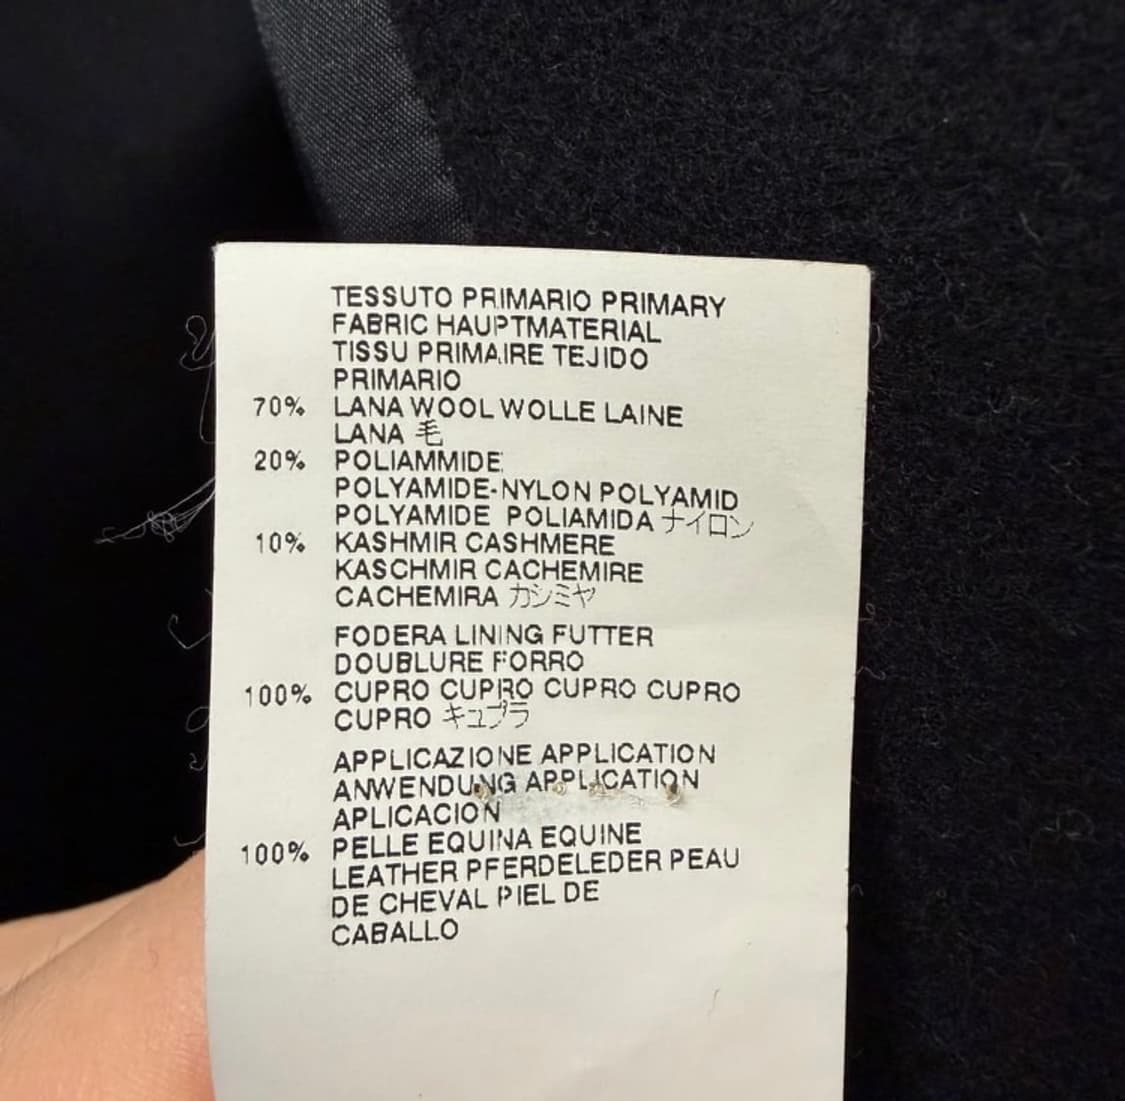 TESSUTO PRIMARIO PRIMARY
FABRIC HAUPTMATERIAL
TISSU PRIMAIRE TEJIDO
PRIMARIO
70% LANA WOOL WOLLE LAINE
LANA 毛
20% POLIAMMIDE
POLYAMIDE-NYLON POLYAMID
POLYAMIDE POLIAMIDA ナイロン
10% KASHMIR CASHMERE
KASCHMIR CACHEMIRE
CACHEMIRA カシミヤ
FODERA LINING FUTTER
DOUBLURE FORRO
100% CUPRO CUPRO CUPRO CUPRO
CUPRO キュプラ
APPLICAZIONE APPLICATION
ANWENDUNG APPLICATION
APLICACION
100% PELLE EQUINA EQUINE
LEATHER PFERDELEDER PEAU
DE CHEVAL PIEL DE
CABALLO